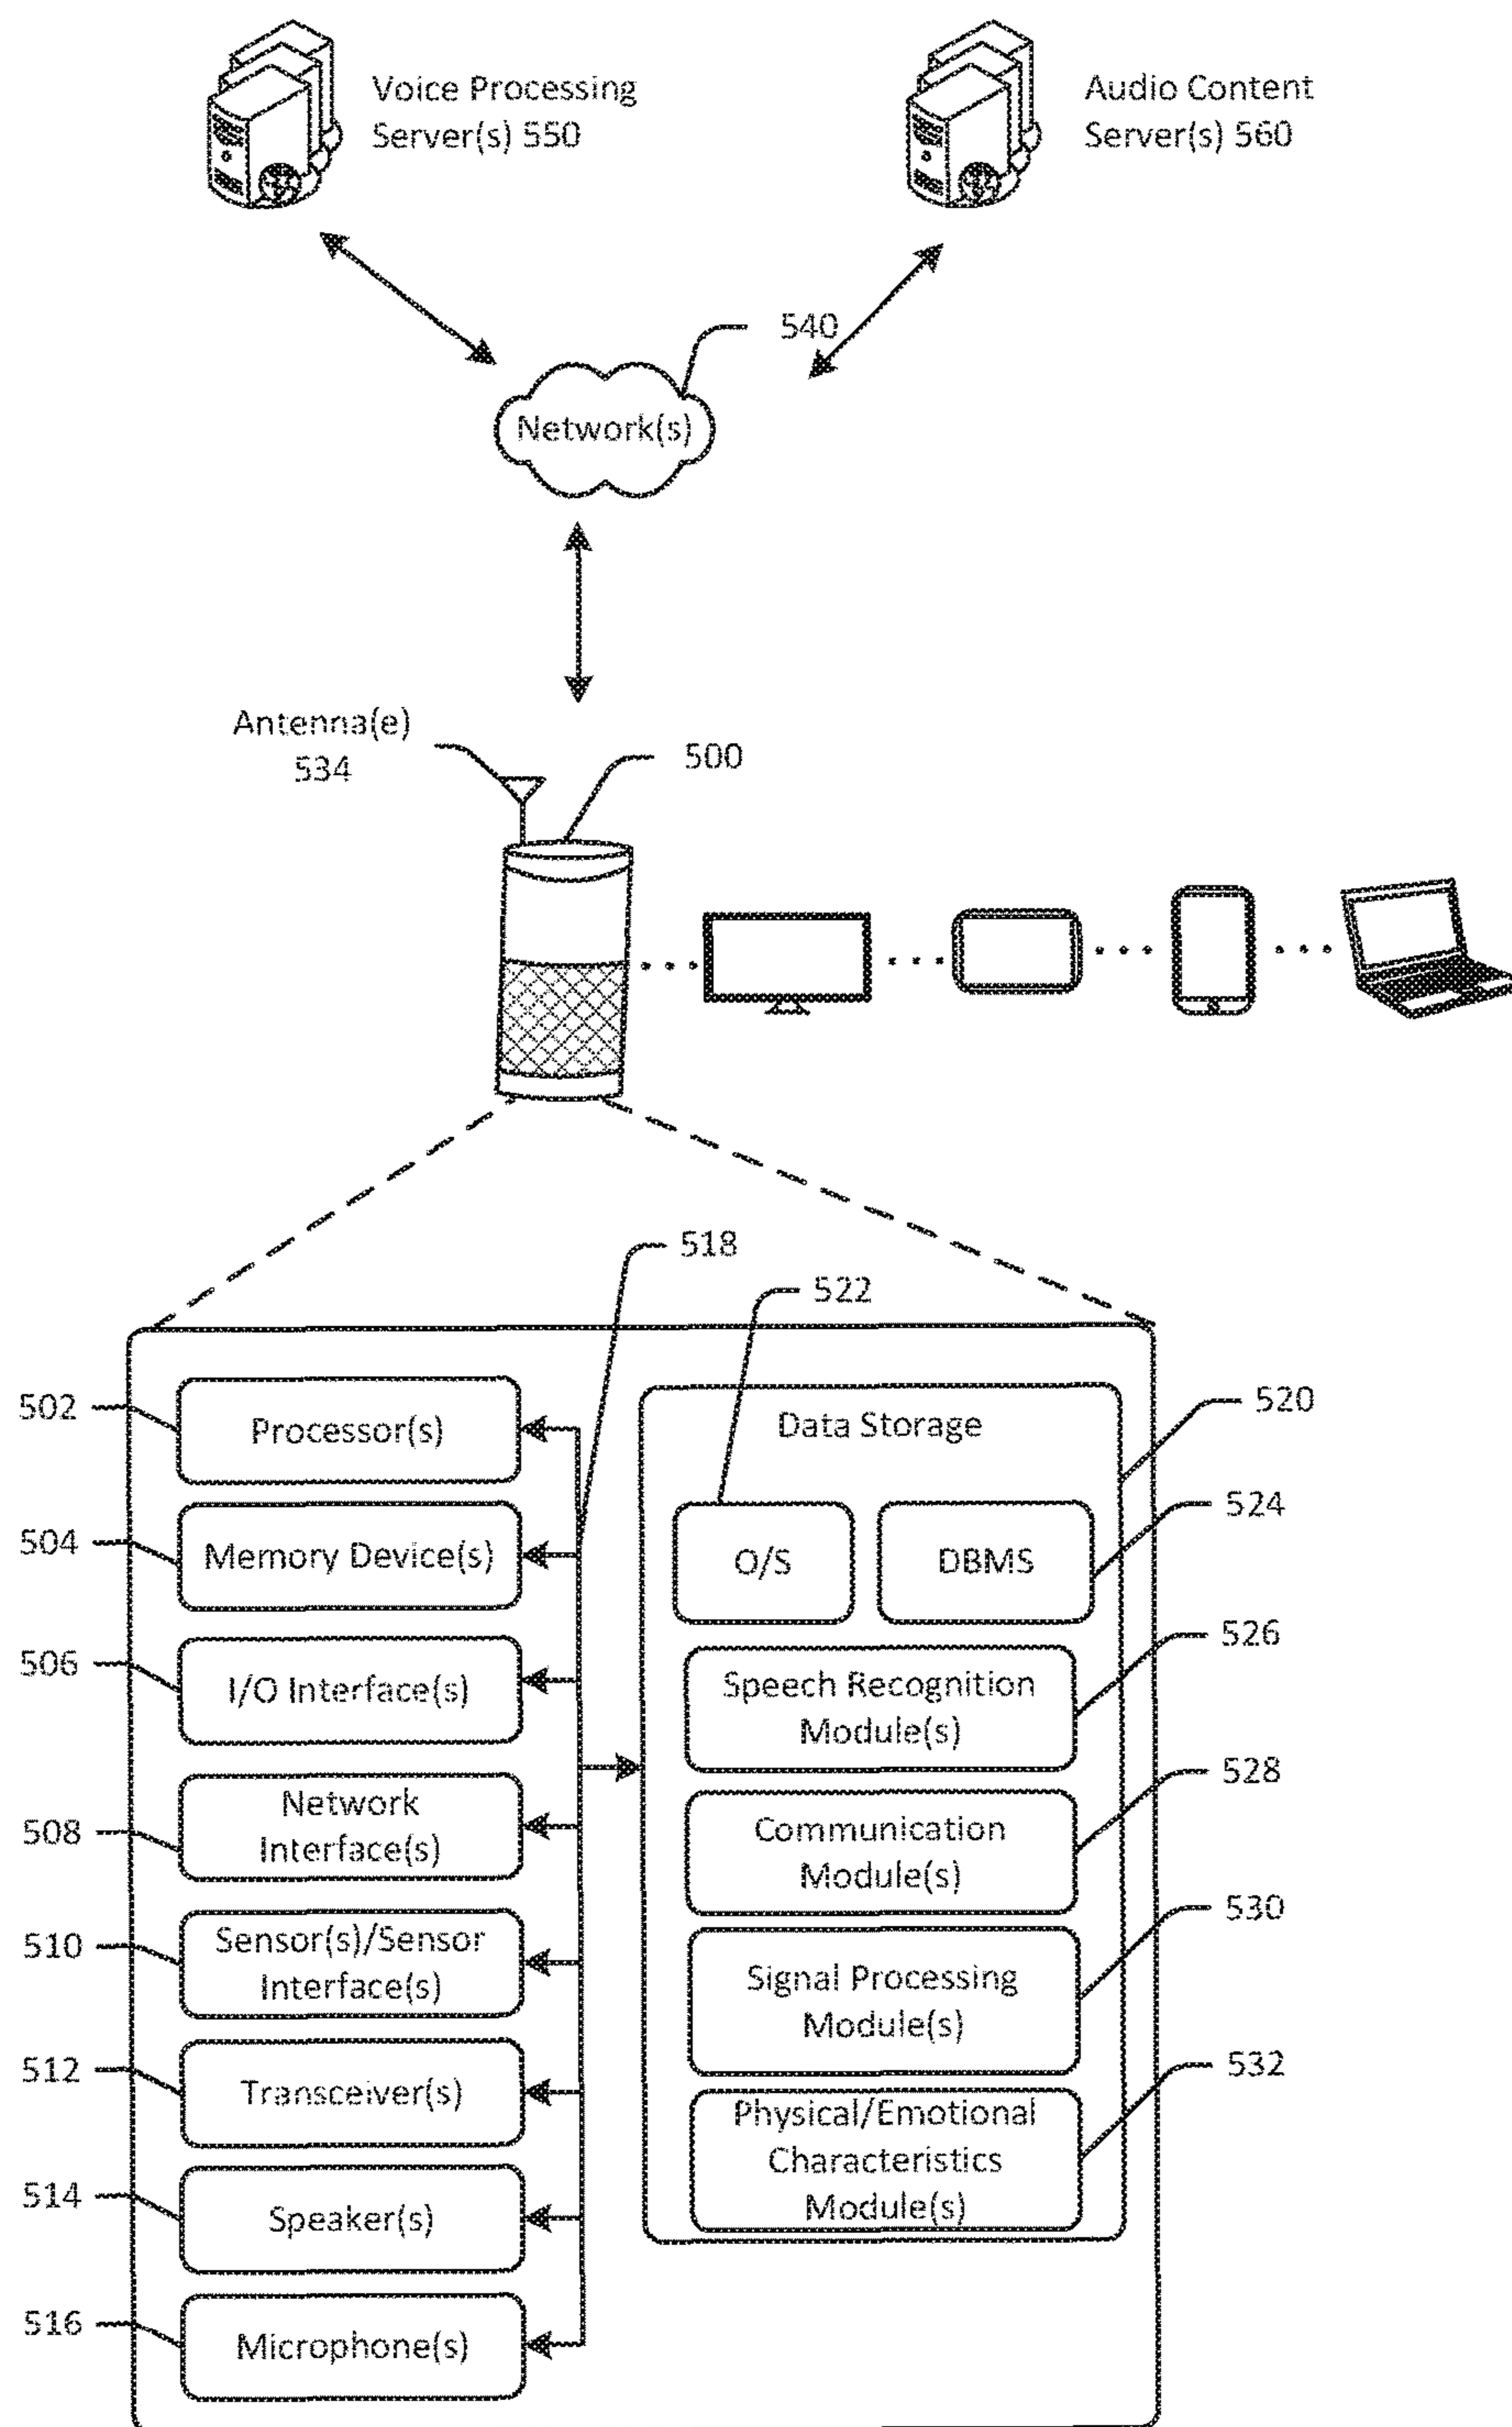 Voice Processing
Server(s) 550
Audio Content
Server(s) 560
540
Network(s)
Antenna(e)
534
500
518
522
502
Processor(s)
504
Memory Device(s)
506
I/O Interface(s)
508
Network
Interface(s)
510
Sensor(s)/Sensor
Interface(s)
512
Transceiver(s)
514
Speaker(s)
516
Microphone(s)
Data Storage
520
O/S
DBMS
524
Speech Recognition
Module(s)
526
Communication
Module(s)
528
Signal Processing
Module(s)
530
Physical/Emotional
Characteristics
Module(s)
532